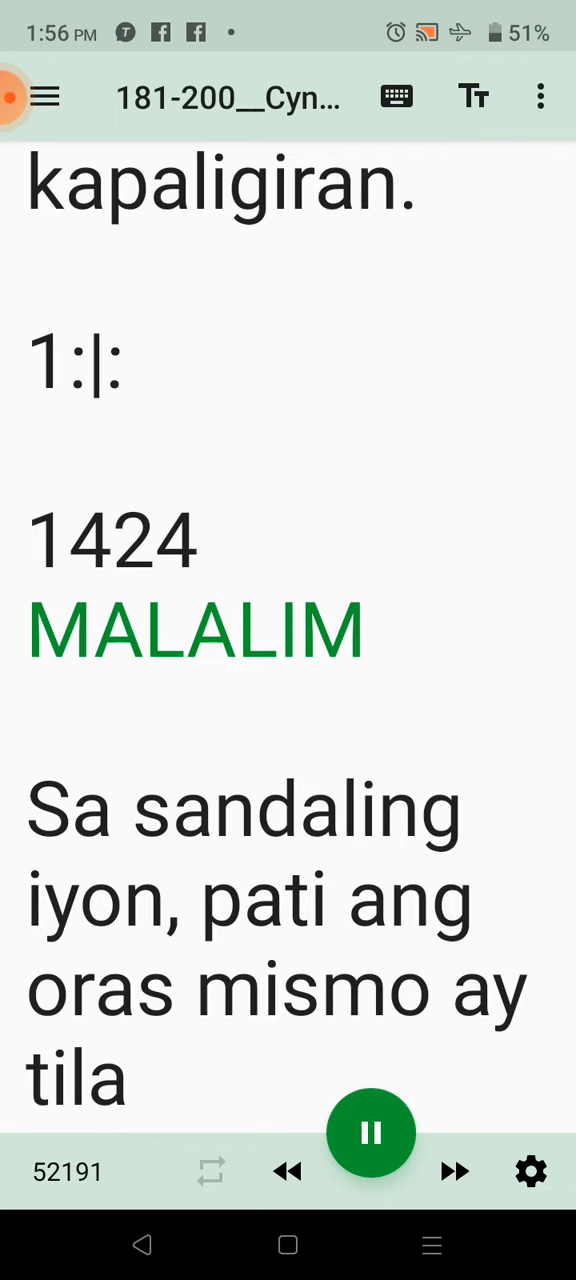 1:56 PM
51%
181-200__Cyn...
Tт
kapaligiran.
1:|:
1424
MALALIM
Sa sandaling
iyon, pati ang
oras mismo ay
tila
52191